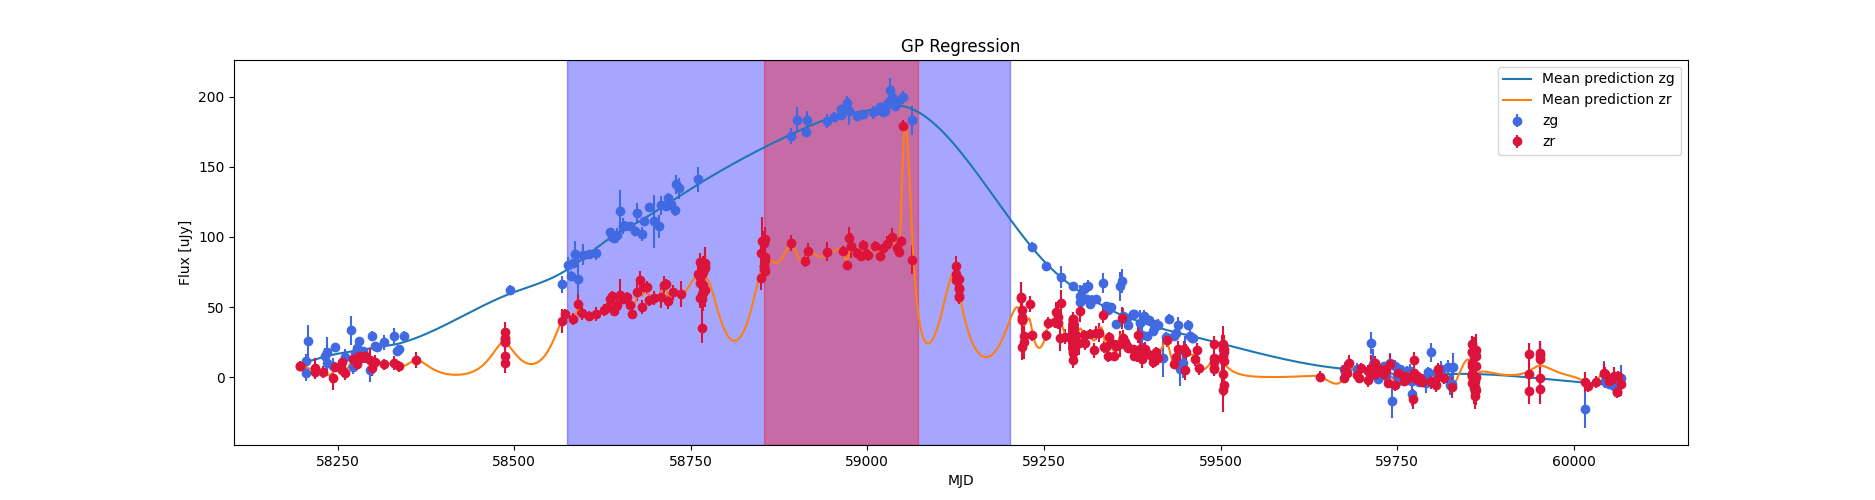 GP Regression
Flux [uJy]
200
150
100
50
0
58250
58500
58750
59000
59250
59500
59750
60000
MJD
Mean prediction zg
Mean prediction zr
zg
zr